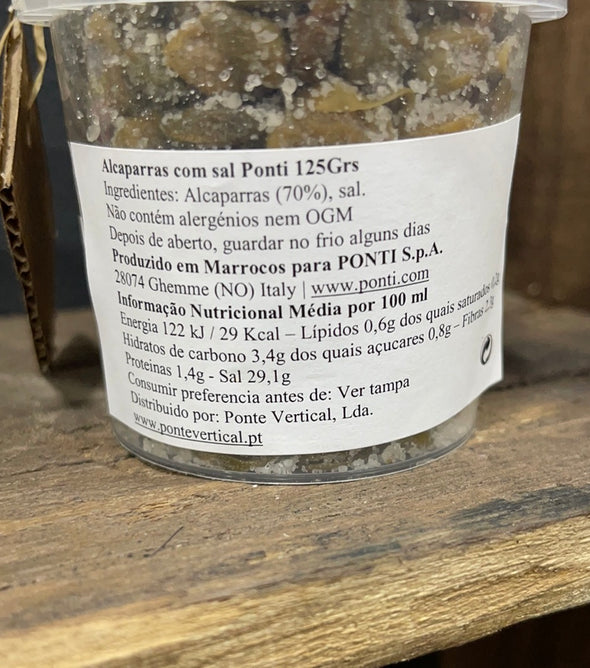 Alcaparras com sal Ponti 125Grs
Ingredientes: Alcaparras (70%), sal.
Não contém alergénios nem OGM
Depois de aberto, guardar no frio alguns dias
Produzido em Marrocos para PONTI S.p.A.
28074 Ghemme (NO) Italy | www.ponti.com
Informação Nutricional Média por 100 ml
Energia 122 kJ / 29 Kcal – Lípidos 0,6g dos quais saturados
Hidratos de carbono 3,4g dos quais açucares 0,8g – Fibras
Proteinas 1,4g - Sal 29,1g
Consumir preferencia antes de: Ver tampa
Distribuido por: Ponte Vertical, Lda.
www.pontevertical.pt